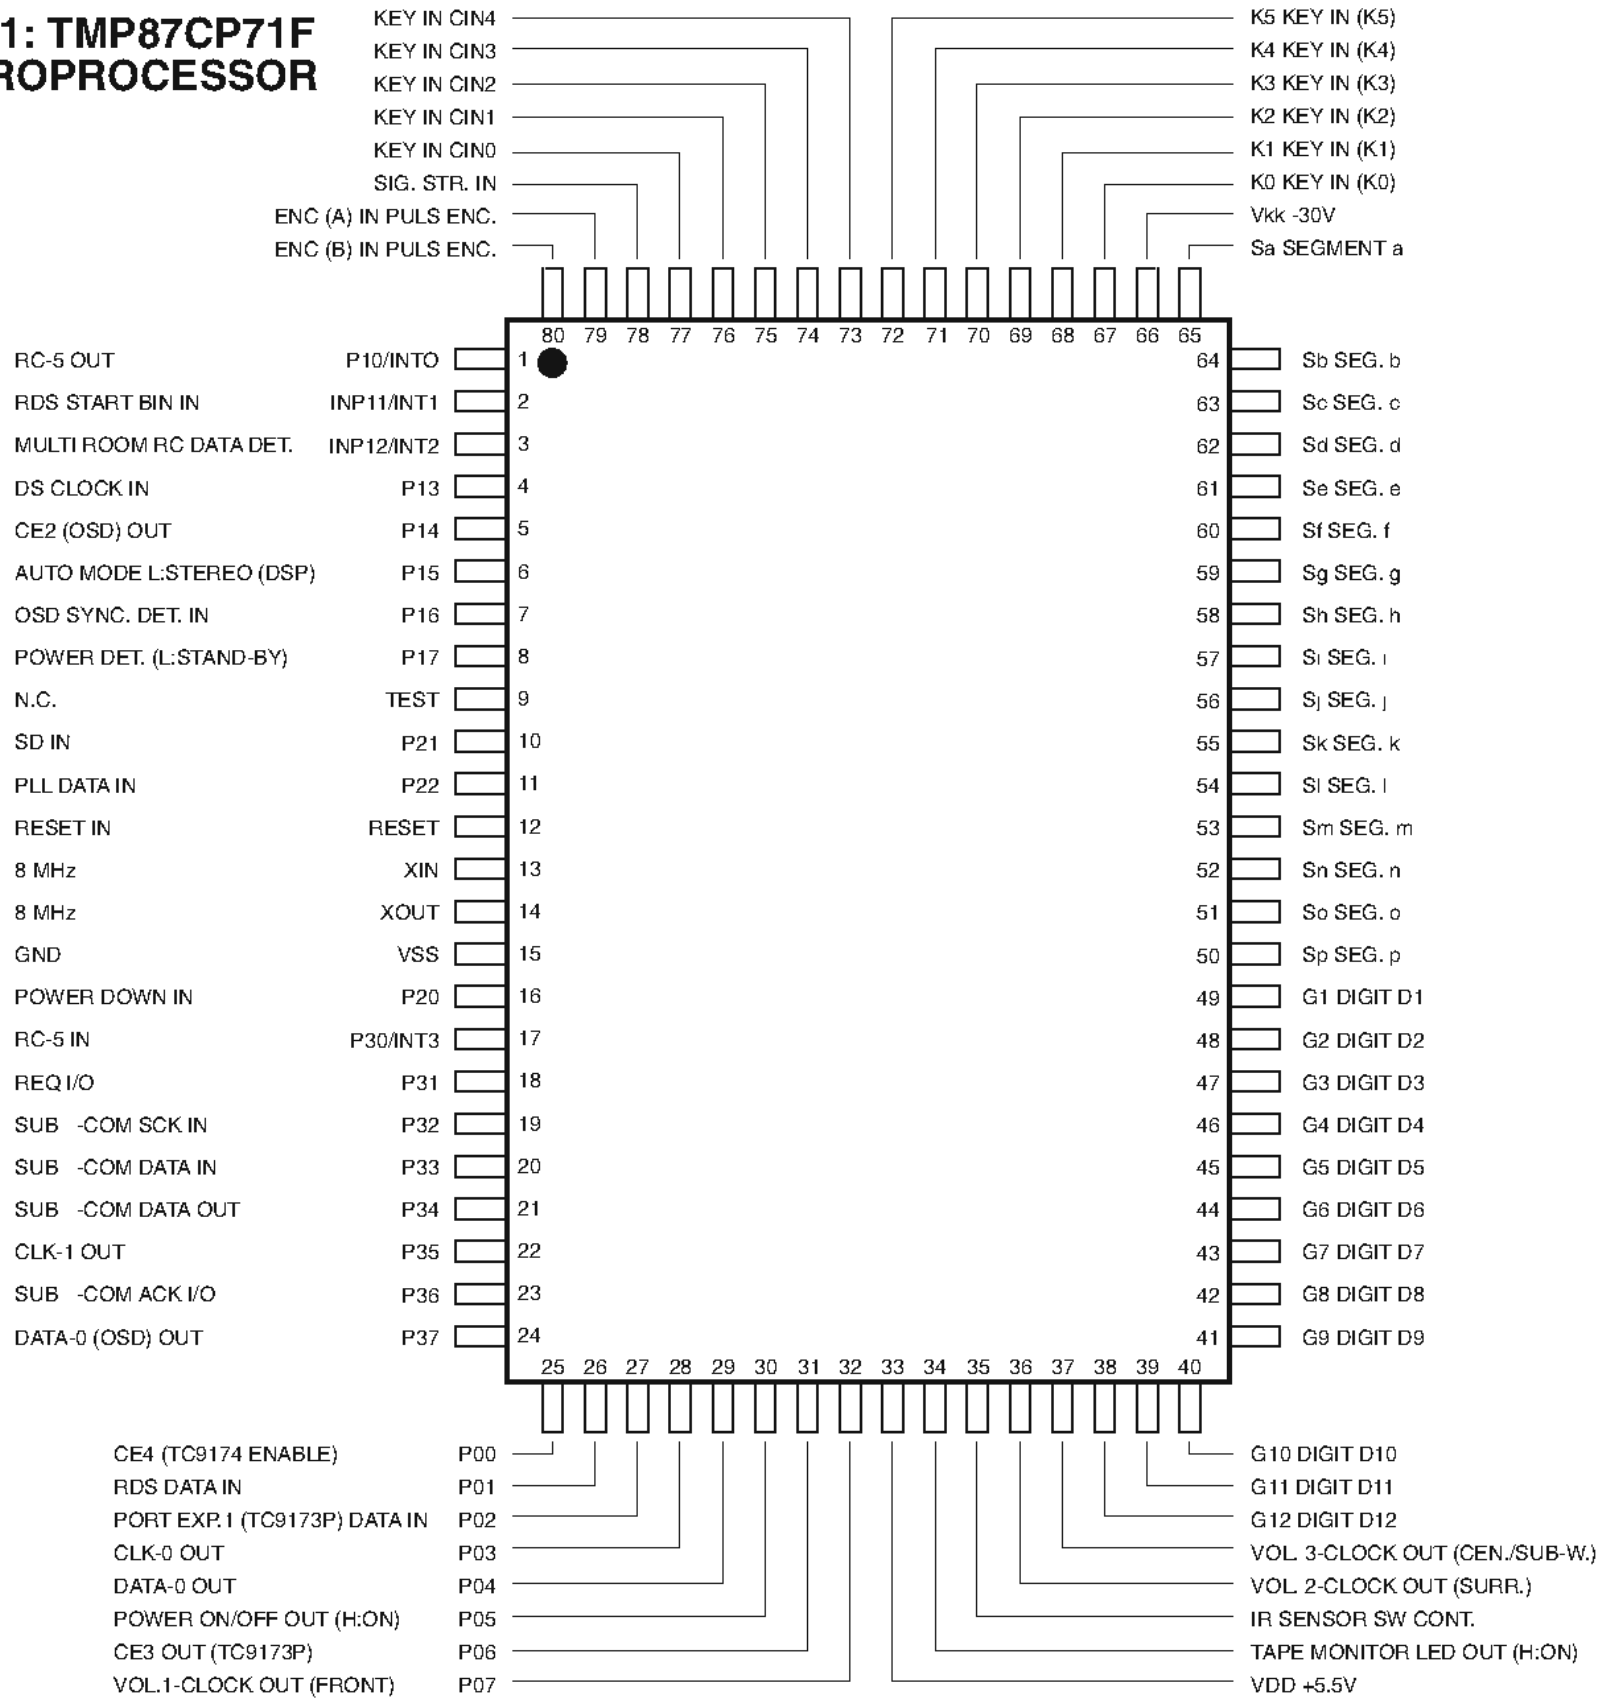 1: TMP87CP71F
ROPROCESSOR
KEY IN CIN4
KEY IN CIN3
KEY IN CIN2
KEY IN CIN1
KEY IN CIN0
SIG. STR. IN
ENC (A) IN PULS ENC.
ENC (B) IN PULS ENC.
K5 KEY IN (K5)
K4 KEY IN (K4)
K3 KEY IN (K3)
K2 KEY IN (K2)
K1 KEY IN (K1)
K0 KEY IN (K0)
Vkk -30V
Sa SEGMENT a
80 79 78 77 76 75 74 73 72 71 70 69 68 67 66 65
RC-5 OUT P10/INTO 1
RDS START BIN IN INP11/INT1 2
MULTI ROOM RC DATA DET. INP12/INT2 3
DS CLOCK IN P13 4
CE2 (OSD) OUT P14 5
AUTO MODE L:STEREO (DSP) P15 6
OSD SYNC. DET. IN P16 7
POWER DET. (L:STAND-BY) P17 8
N.C. TEST 9
SD IN P21 10
PLL DATA IN P22 11
RESET IN RESET 12
8 MHz XIN 13
8 MHz XOUT 14
GND VSS 15
POWER DOWN IN P20 16
RC-5 IN P30/INT3 17
REQ I/O P31 18
SUB -COM SCK IN P32 19
SUB -COM DATA IN P33 20
SUB -COM DATA OUT P34 21
CLK-1 OUT P35 22
SUB -COM ACK I/O P36 23
DATA-0 (OSD) OUT P37 24
64 Sb SEG. b
63 Sc SEG. c
62 Sd SEG. d
61 Se SEG. e
60 Sf SEG. f
59 Sg SEG. g
58 Sh SEG. h
57 Si SEG. i
56 Sj SEG. j
55 Sk SEG. k
54 Sl SEG. l
53 Sm SEG. m
52 Sn SEG. n
51 So SEG. o
50 Sp SEG. p
49 G1 DIGIT D1
48 G2 DIGIT D2
47 G3 DIGIT D3
46 G4 DIGIT D4
45 G5 DIGIT D5
44 G6 DIGIT D6
43 G7 DIGIT D7
42 G8 DIGIT D8
41 G9 DIGIT D9
25 26 27 28 29 30 31 32 33 34 35 36 37 38 39 40
CE4 (TC9174 ENABLE) P00
RDS DATA IN P01
PORT EXP.1 (TC9173P) DATA IN P02
CLK-0 OUT P03
DATA-0 OUT P04
POWER ON/OFF OUT (H:ON) P05
CE3 OUT (TC9173P) P06
VOL.1-CLOCK OUT (FRONT) P07
G10 DIGIT D10
G11 DIGIT D11
G12 DIGIT D12
VOL. 3-CLOCK OUT (CEN./SUB-W.)
VOL. 2-CLOCK OUT (SURR.)
IR SENSOR SW CONT.
TAPE MONITOR LED OUT (H:ON)
VDD +5.5V